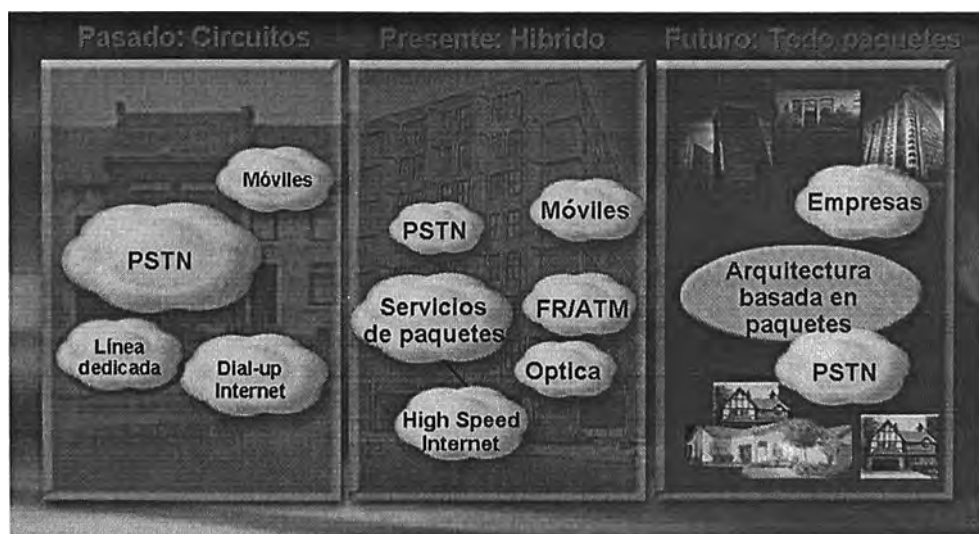 Pasado: Circuitos
Móviles
PSTN
Línea
dedicada
Dial-up
Internet
Presente: Hibrido
PSTN
Móviles
Servicios
de paquetes
FR/ATM
Optica
High Speed
Internet
Futuro: Todo paquetes
Empresas
Arquitectura
basada en
paquetes
PSTN